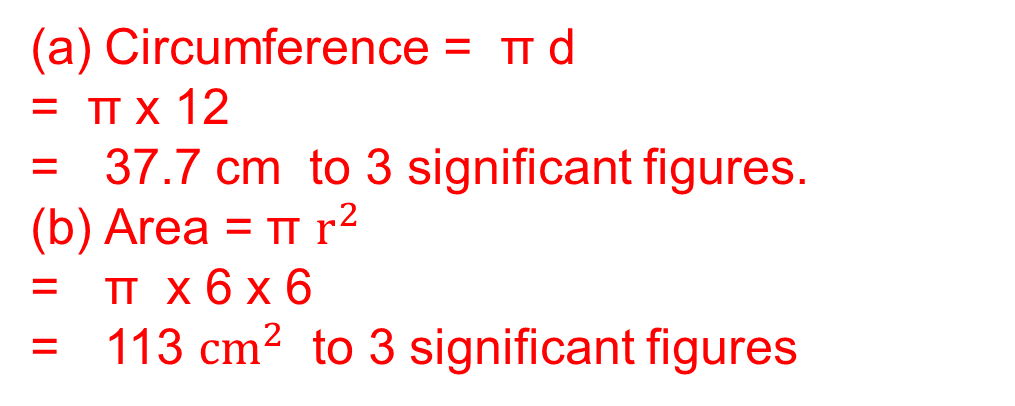 (a) Circumference = π d
= π x 12
= 37.7 cm to 3 significant figures.
(b) Area = π r²
= π x 6 x 6
= 113 cm² to 3 significant figures